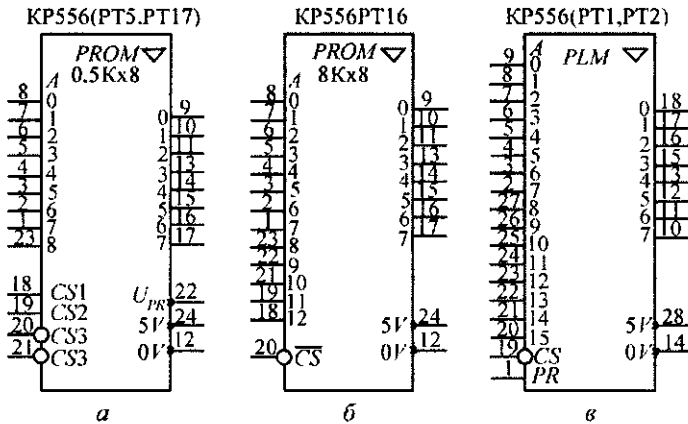 КР556(РТ5.РТ17)
PROM
0.5Kx8
A
8 0
7 1
6 2
5 3
4 4
3 5
2 6
1 7
23 8
18 CS1
19 CS2
20 CS3
21 CS3
0 9
1 10
2 11
3 13
4 14
5 15
6 16
7 17
U_PR 22
5V 24
0V 12
а
КР556РТ16
PROM
8Kx8
A
8 0
7 1
6 2
5 3
4 4
3 5
2 6
1 7
23 8
22 9
21 10
19 11
18 12
20 CS
0 9
1 10
2 11
3 13
4 14
5 15
6 16
7 17
5V 24
0V 12
б
КР556(РТ1,РТ2)
PLM
A
9 0
8 1
7 2
6 3
5 4
4 5
3 6
2 7
27 8
26 9
25 10
24 11
23 12
22 13
21 14
20 15
19 CS
1 PR
0 18
1 17
2 16
3 15
4 13
5 12
6 11
7 10
5V 28
0V 14
в